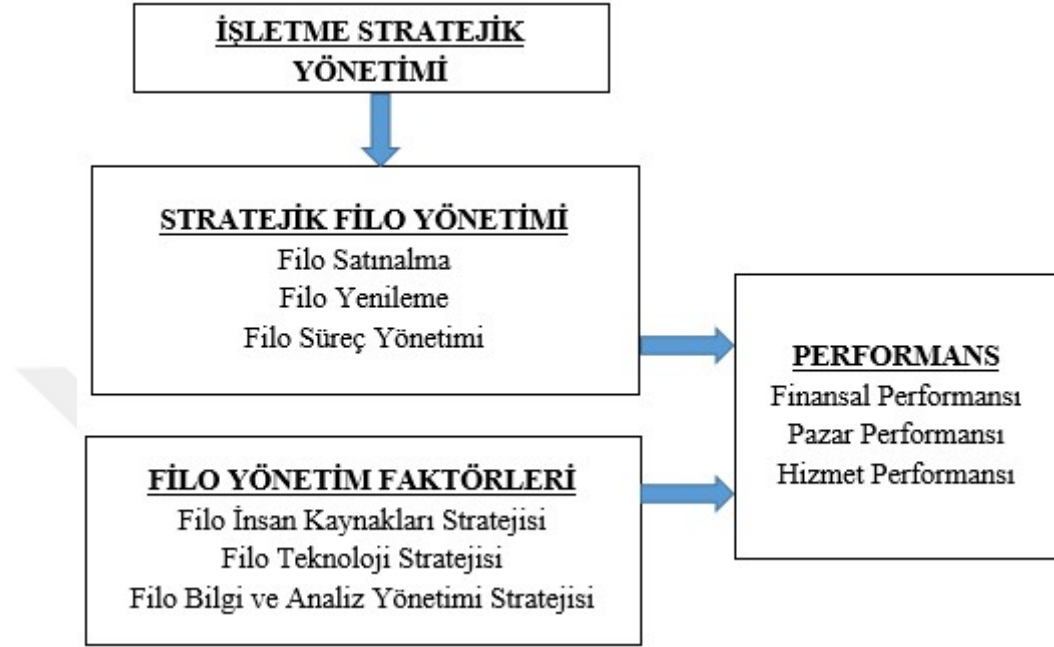 İŞLETME STRATEJİK
YÖNETİMİ
STRATEJİK FİLO YÖNETİMİ
Filo Satınalma
Filo Yenileme
Filo Süreç Yönetimi
FİLO YÖNETİM FAKTÖRLERİ
Filo İnsan Kaynakları Stratejisi
Filo Teknoloji Stratejisi
Filo Bilgi ve Analiz Yönetimi Stratejisi
PERFORMANS
Finansal Performansı
Pazar Performansı
Hizmet Performansı